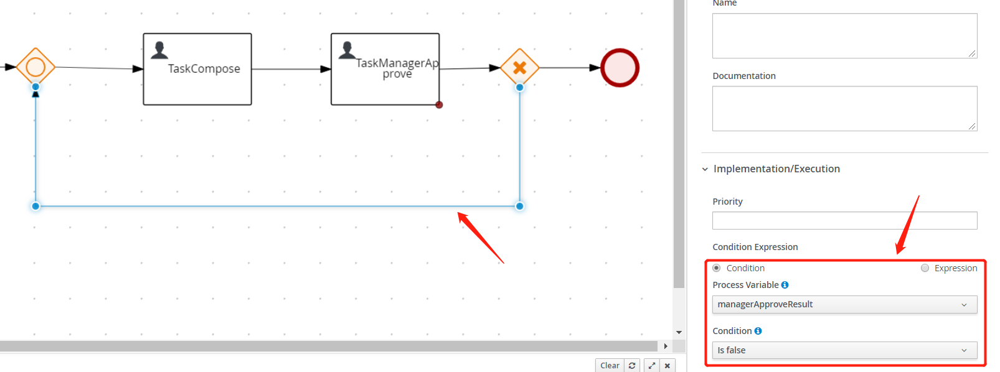 TaskCompose
TaskManagerAp
prove
Clear
Name
Documentation
Implementation/Execution
Priority
Condition Expression
Condition
Expression
Process Variable
managerApproveResult
Condition
Is false